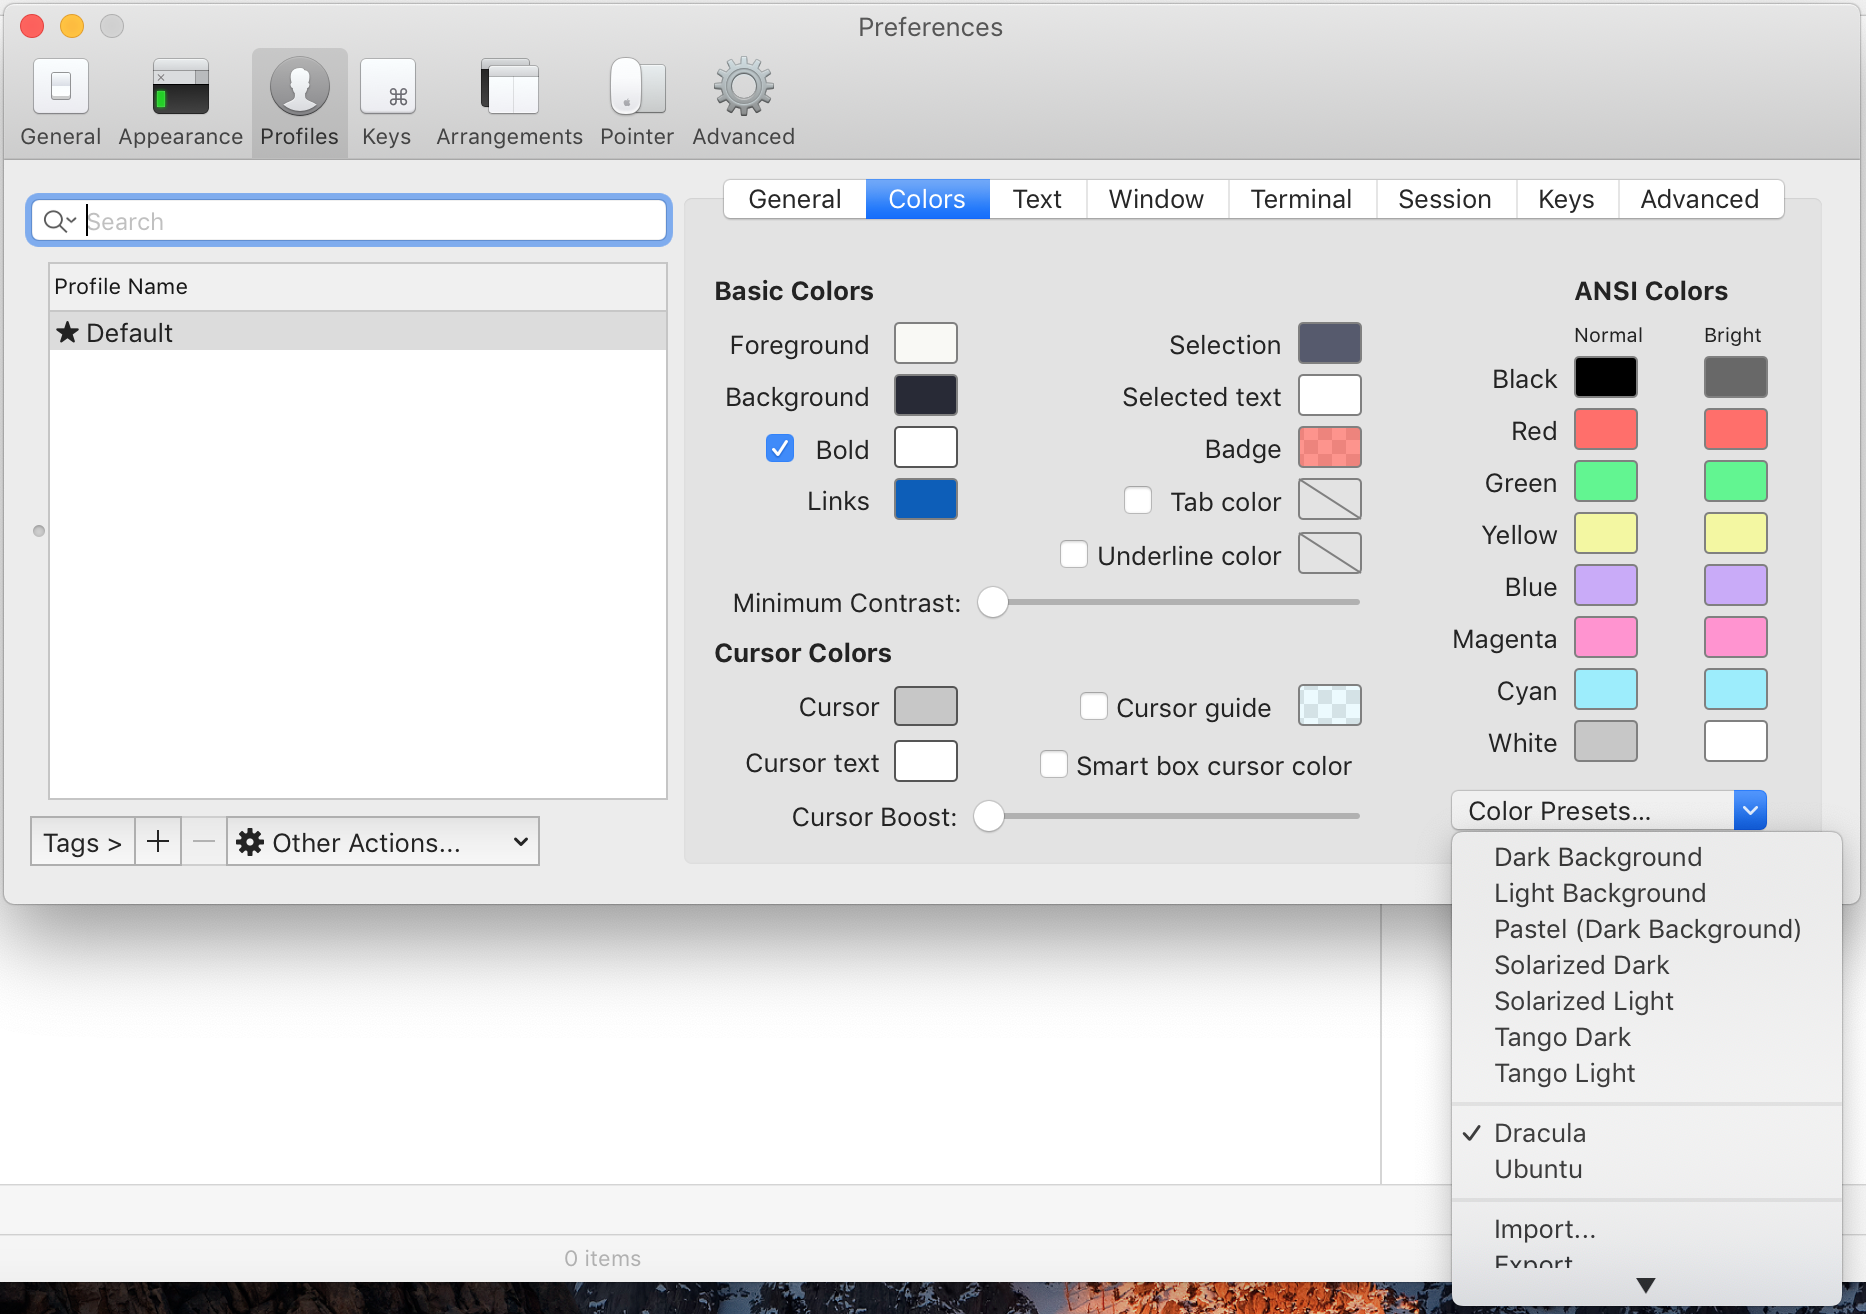 Preferences
General Appearance Profiles Keys Arrangements Pointer Advanced
Search
Profile Name
★ Default
Tags > + — Other Actions...
General Colors Text Window Terminal Session Keys Advanced
Basic Colors
Foreground
Background
Bold
Links
Selection
Selected text
Badge
Tab color
Underline color
Minimum Contrast:
Cursor Colors
Cursor
Cursor text
Cursor guide
Smart box cursor color
Cursor Boost:
ANSI Colors
Normal Bright
Black
Red
Green
Yellow
Blue
Magenta
Cyan
White
Color Presets...
Dark Background
Light Background
Pastel (Dark Background)
Solarized Dark
Solarized Light
Tango Dark
Tango Light
✓ Dracula
Ubuntu
Import...
Export
0 items